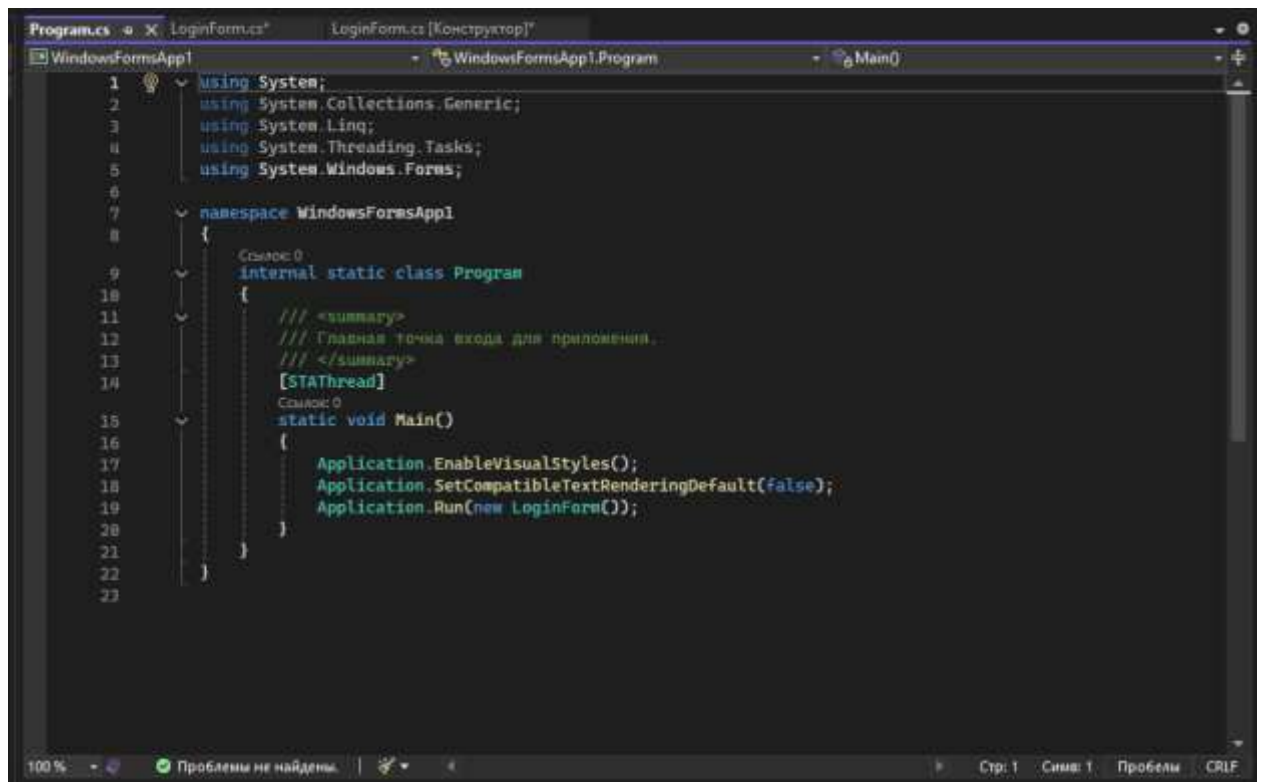 Program.cs LoginForm.cs* LoginForm.cs [Конструктор]*
WindowsFormsApp1 WindowsFormsApp1.Program Main()
1 using System;
2 using System.Collections.Generic;
3 using System.Linq;
4 using System.Threading.Tasks;
5 using System.Windows.Forms;
6
7 namespace WindowsFormsApp1
8 {
Ссылок: 0
9 internal static class Program
10 {
11 /// <summary>
12 /// Главная точка входа для приложения.
13 /// </summary>
14 [STAThread]
Ссылок: 0
15 static void Main()
16 {
17 Application.EnableVisualStyles();
18 Application.SetCompatibleTextRenderingDefault(false);
19 Application.Run(new LoginForm());
20 }
21 }
22 }
23
100 % Проблемы не найдены. Стр: 1 Симв: 1 Пробелы CRLF